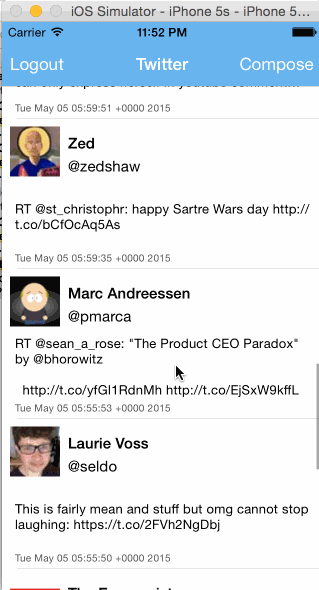 iOS Simulator - iPhone 5s - iPhone 5...
Carrier 11:52 PM
Logout Twitter Compose
Tue May 05 05:59:51 +0000 2015
Zed
@zedshaw
RT @st_christophr: happy Sartre Wars day http://
t.co/bCfOcAq5As
Tue May 05 05:59:35 +0000 2015
Marc Andreessen
@pmarca
RT @sean_a_rose: "The Product CEO Paradox"
by @bhorowitz
http://t.co/yfGI1RdnMh http://t.co/EjSxW9kffL
Tue May 05 05:55:53 +0000 2015
Laurie Voss
@seldo
This is fairly mean and stuff but omg cannot stop
laughing: https://t.co/2FVh2NgDbj
Tue May 05 05:55:50 +0000 2015